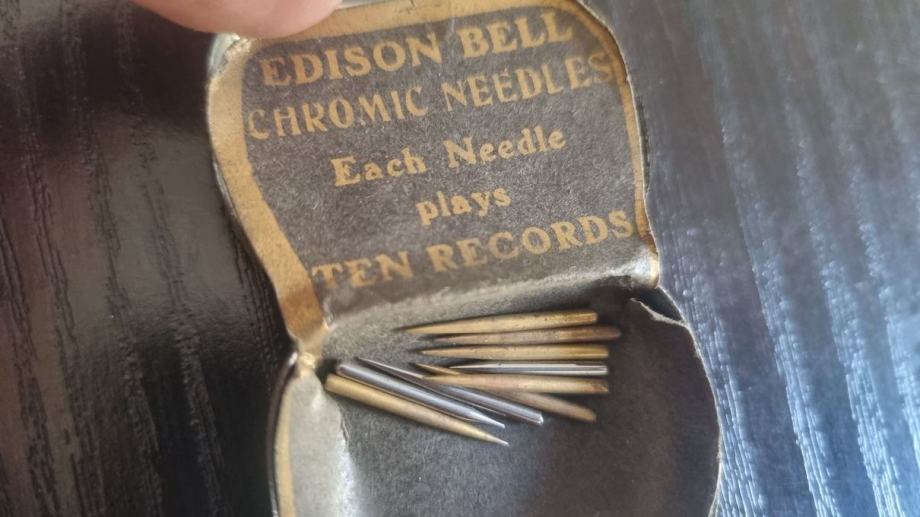 EDISON BELL
CHROMIC NEEDLES
Each Needle
plays
TEN RECORDS